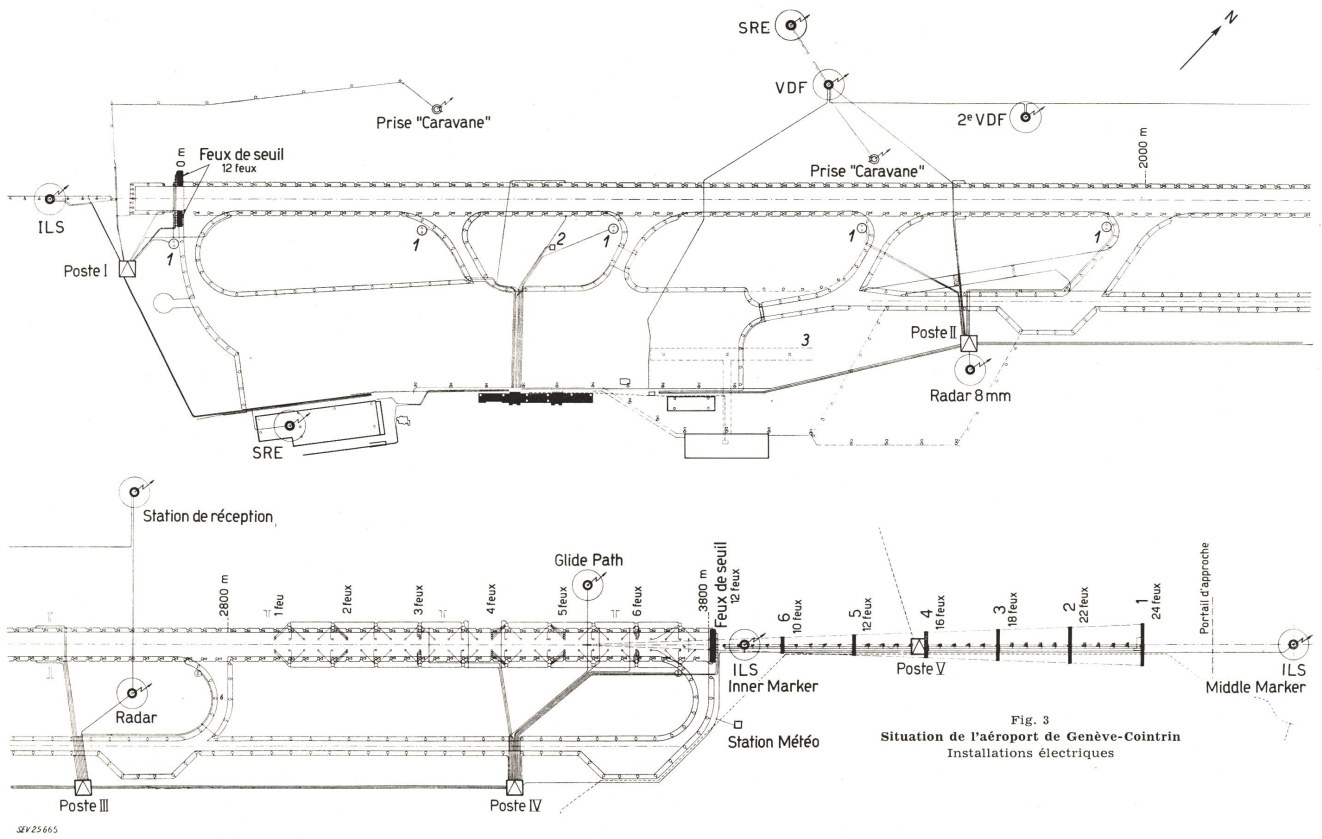 SRE
N
VDF
2e VDF
Prise "Caravane"
Prise "Caravane"
0 m
Feux de seuil
12 feux
2000 m
ILS
1
1
2
1
1
1
Poste I
3
Poste II
Radar 8 mm
SRE
Station de réception
Glide Path
2800 m
1 feu
2 feux
3 feux
4 feux
5 feux
6 feux
3800 m
Feux de seuil
12 feux
6
10 feux
5
12 feux
4
16 feux
3
18 feux
2
22 feux
1
24 feux
Portail d'approche
ILS
Inner Marker
Poste V
ILS
Middle Marker
Radar
Station Météo
Poste III
Poste IV
Fig. 3
Situation de l'aéroport de Genève-Cointrin
Installations électriques
SEV 25665